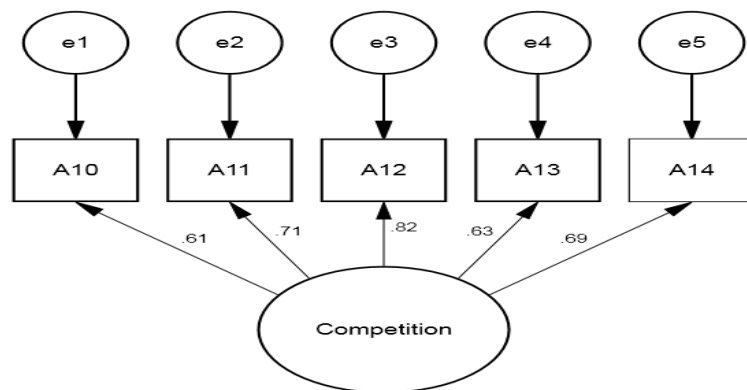 e1 e2 e3 e4 e5
A10 A11 A12 A13 A14
.61 .71 .82 .63 .69
Competition